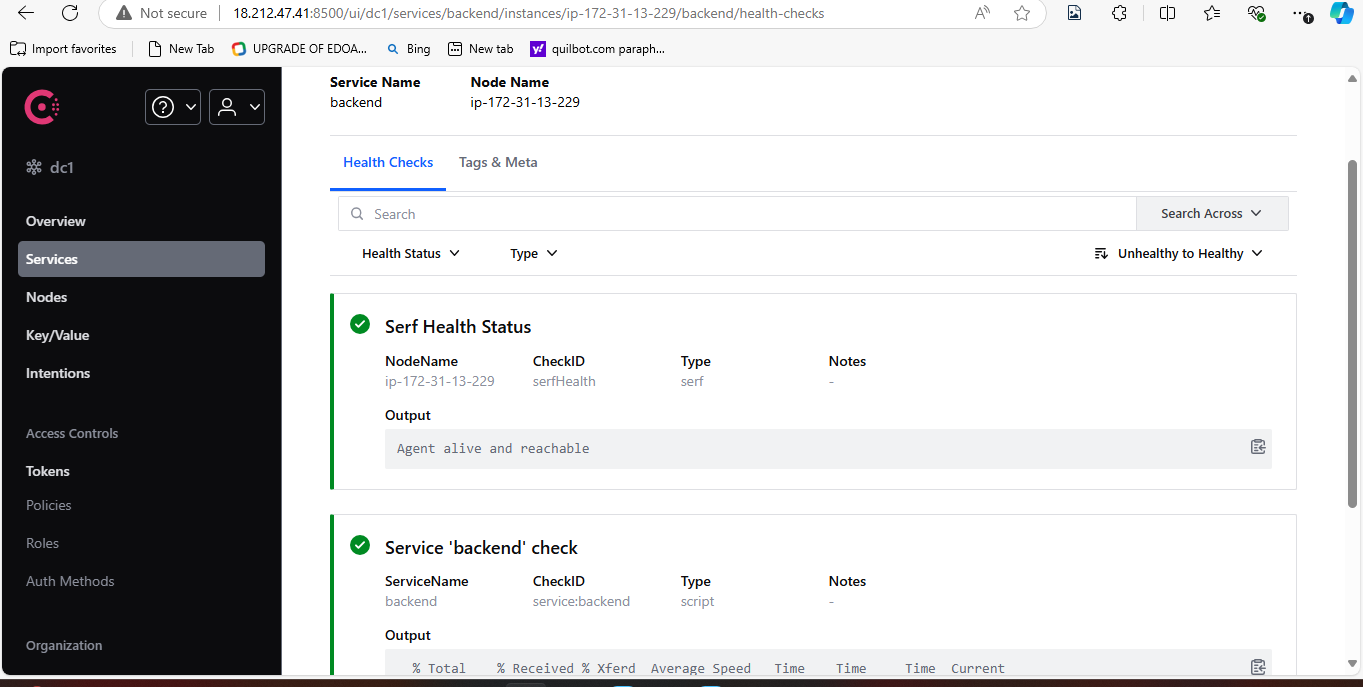 Not secure 18.212.47.41:8500/ui/dc1/services/backend/instances/ip-172-31-13-229/backend/health-checks
Import favorites New Tab UPGRADE OF EDOA... Bing New tab quilbot.com paraph...
Service Name Node Name
backend ip-172-31-13-229
dc1
Health Checks Tags & Meta
Overview
Services
Nodes
Key/Value
Intentions
Access Controls
Tokens
Policies
Roles
Auth Methods
Organization
Search Search Across
Health Status Type Unhealthy to Healthy
Serf Health Status
NodeName CheckID Type Notes
ip-172-31-13-229 serfHealth serf -
Output
Agent alive and reachable
Service 'backend' check
ServiceName CheckID Type Notes
backend service:backend script -
Output
% Total % Received % Xferd Average Speed Time Time Time Current